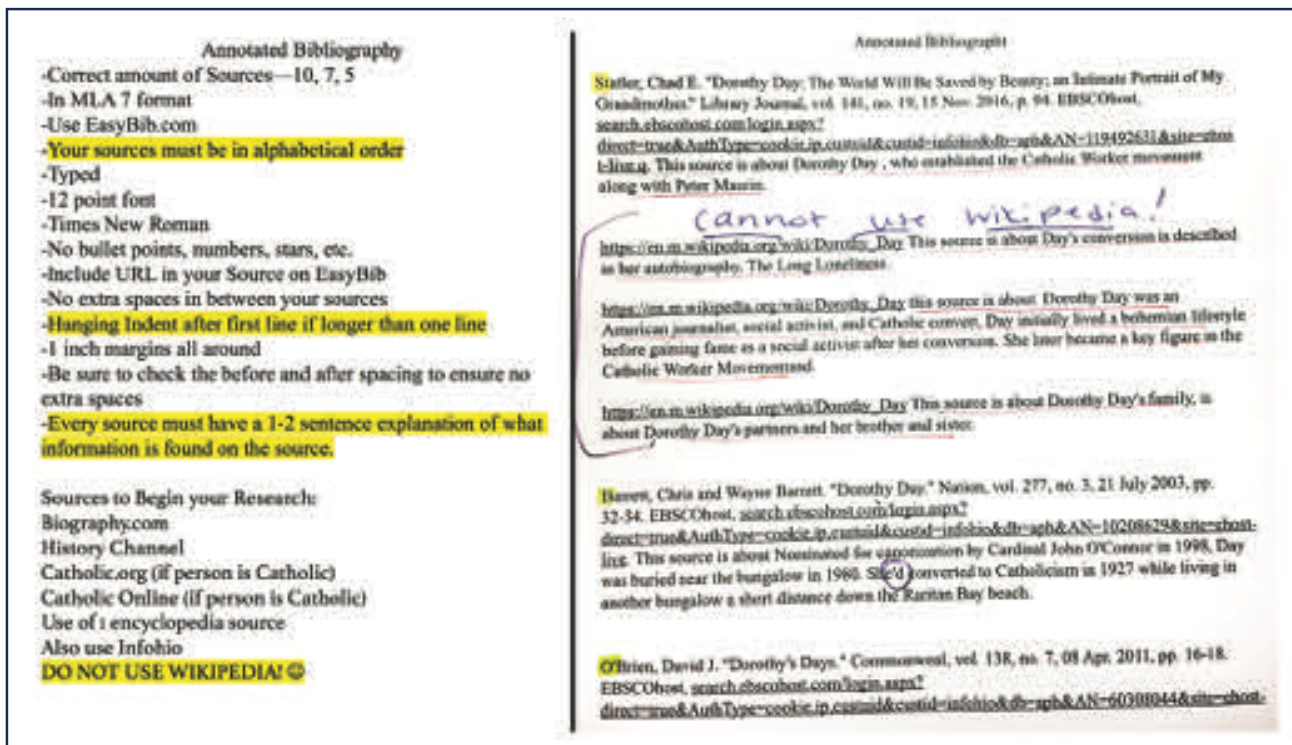 Annotated Bibliography
-Correct amount of Sources—10, 7, 5
-In MLA 7 format
-Use EasyBib.com
-Your sources must be in alphabetical order
-Typed
-12 point font
-Times New Roman
-No bullet points, numbers, stars, etc.
-Include URL in your Source on EasyBib
-No extra spaces in between your sources
-Hanging Indent after first line if longer than one line
-1 inch margins all around
-Be sure to check the before and after spacing to ensure no
extra spaces
-Every source must have a 1-2 sentence explanation of what
information is found on the source.
Sources to Begin your Research:
Biography.com
History Channel
Catholic.org (if person is Catholic)
Catholic Online (if person is Catholic)
Use of 1 encyclopedia source
Also use Infohio
DO NOT USE WIKIPEDIA! ☺
Annotated Bibliography
Statler, Chad E. "Dorothy Day: The World Will Be Saved by Beauty; an Intimate Portrait of My
Grandmother." Library Journal, vol. 141, no. 19, 15 Nov. 2016, p. 94. EBSCOhost,
search.ebscohost.com/login.aspx?
direct=true&AuthType=cookie,ip,custuid&custid=infohio&db=aph&AN=119492631&site=ehos
t-live.q. This source is about Dorothy Day , who established the Catholic Worker movement
along with Peter Maurin.
cannot use wikipedia!
https://en.m.wikipedia.org/wiki/Dorothy_Day This source is about Day's conversion is described
in her autobiography, The Long Loneliness.
https://en.m.wikipedia.org/wiki/Dorothy_Day this source is about Dorothy Day was an
American journalist, social activist, and Catholic convert, Day initially lived a bohemian lifestyle
before gaining fame as a social activist after her conversion. She later became a key figure in the
Catholic Worker
https://en.m.wikipedia.org/wiki/Dorothy_Day This source is about Dorothy Day's family, is
about Dorothy Day's partners and her brother and sister.
Barrett, Chris and Wayne Barrett. "Dorothy Day." Nation, vol. 277, no. 3, 21 July 2003, pp.
32-34. EBSCOhost, search.ebscohost.com/login.aspx?
direct=true&AuthType=cookie,ip,custuid&custid=infohio&db=aph&AN=10208629&site=ehost-
live. This source is about Nominated for canonization by Cardinal John O'Connor in 1998, Day
was buried near the bungalow in 1980. She'd converted to Catholicism in 1927 while living in
another bungalow a short distance down the Raritan Bay beach.
O'Brien, David J. "Dorothy's Days." Commonweal, vol. 138, no. 7, 08 Apr. 2011, pp. 16-18.
EBSCOhost, search.ebscohost.com/login.aspx?
direct=true&AuthType=cookie,ip,custuid&custid=infohio&db=aph&AN=60308044&site=ehost-